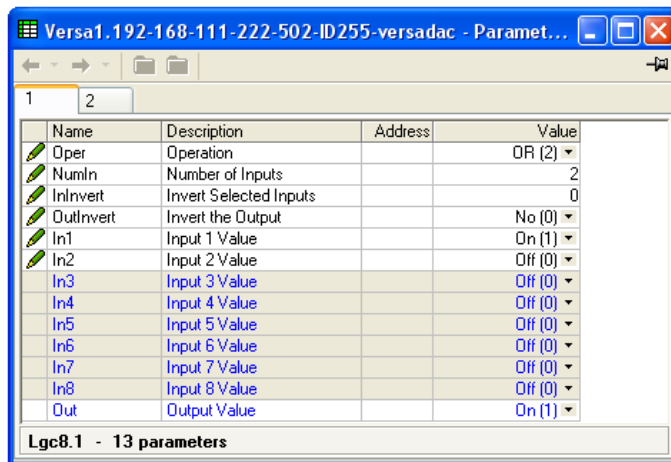 Versa1.192-168-111-222-502-ID255-versadac - Paramet...
1 2
Name Description Address Value
Oper Operation OR (2)
NumIn Number of Inputs 2
InInvert Invert Selected Inputs 0
OutInvert Invert the Output No (0)
In1 Input 1 Value On (1)
In2 Input 2 Value Off (0)
In3 Input 3 Value Off (0)
In4 Input 4 Value Off (0)
In5 Input 5 Value Off (0)
In6 Input 6 Value Off (0)
In7 Input 7 Value Off (0)
In8 Input 8 Value Off (0)
Out Output Value On (1)
Lgc8.1 - 13 parameters